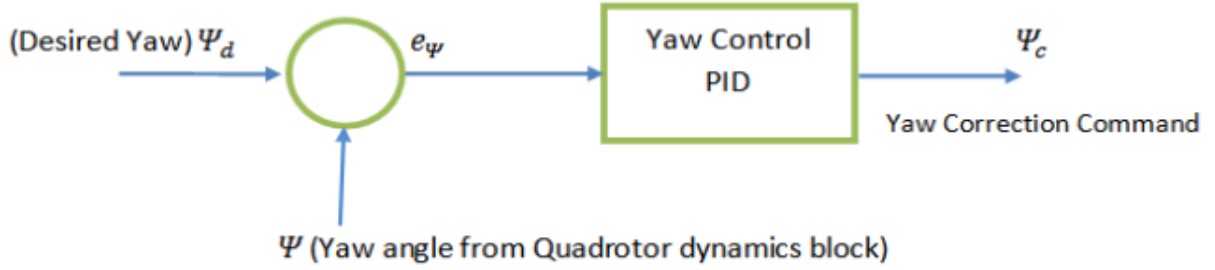 (Desired Yaw) Ψ_d
e_Ψ
Yaw Control
PID
Ψ_c
Yaw Correction Command
Ψ (Yaw angle from Quadrotor dynamics block)